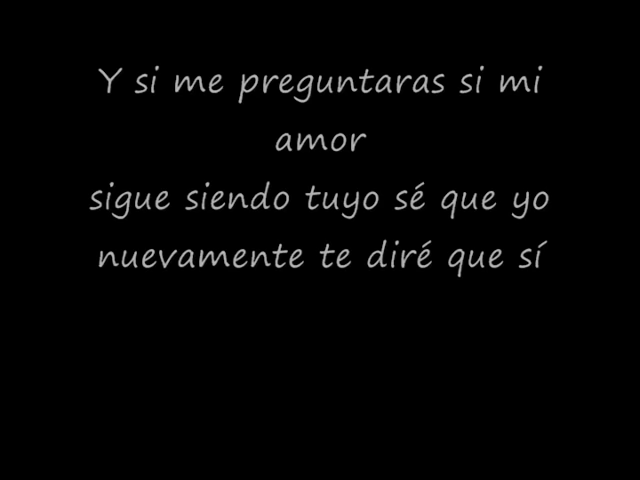 Y si me preguntaras si mi
amor
sigue siendo tuyo sé que yo
nuevamente te diré que sí